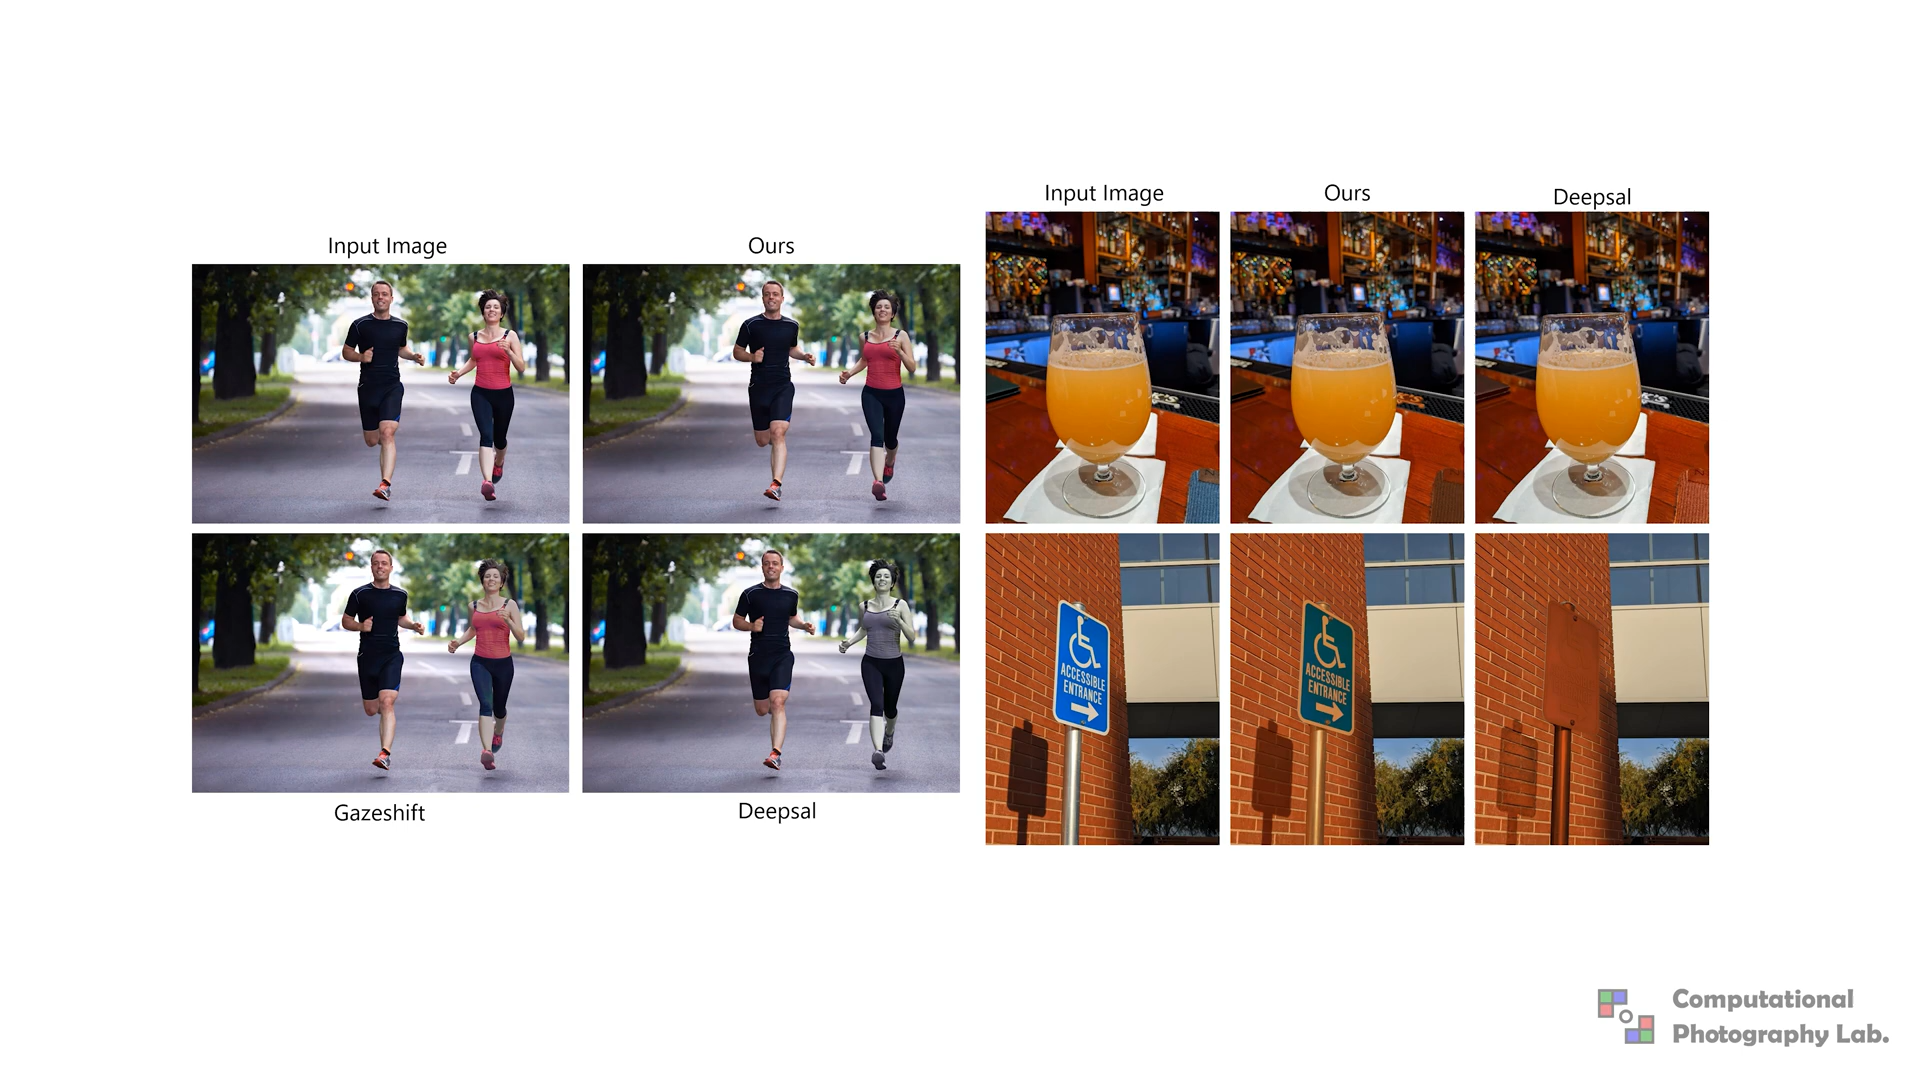 Input Image
Ours
Gazeshift
Deepsal
Input Image
Ours
Deepsal
ACCESSIBLE
ENTRANCE
ACCESSIBLE
ENTRANCE
Computational
Photography Lab.